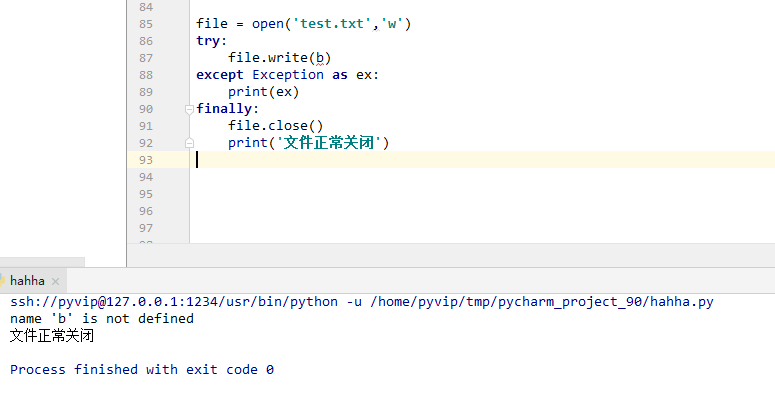 84
85 file = open('test.txt','w')
86 try:
87     file.write(b)
88 except Exception as ex:
89     print(ex)
90 finally:
91     file.close()
92     print('文件正常关闭')
93
94
95
96
97
hahha
ssh://pyvip@127.0.0.1:1234/usr/bin/python -u /home/pyvip/tmp/pycharm_project_90/hahha.py
name 'b' is not defined
文件正常关闭
Process finished with exit code 0